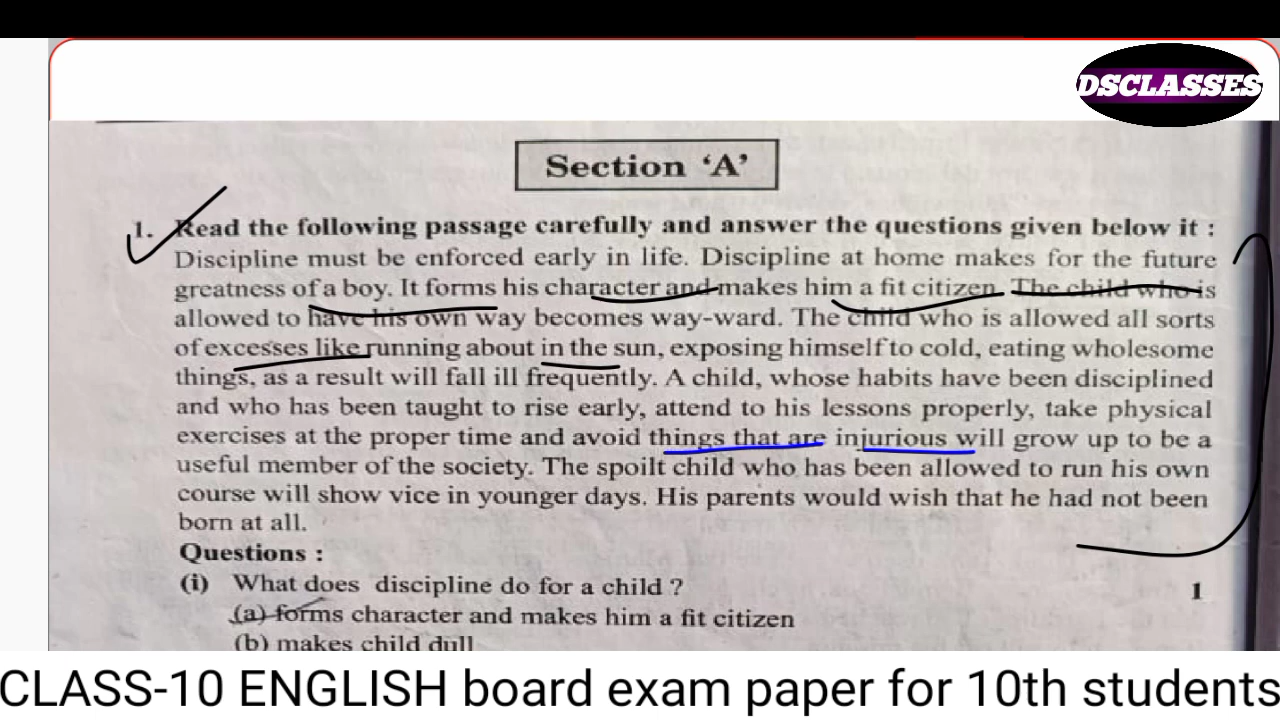 DSCLASSES
Section ‘A’
1. Read the following passage carefully and answer the questions given below it :
Discipline must be enforced early in life. Discipline at home makes for the future
greatness of a boy. It forms his character and makes him a fit citizen. The child who is
allowed to have his own way becomes way-ward. The child who is allowed all sorts
of excesses like running about in the sun, exposing himself to cold, eating wholesome
things, as a result will fall ill frequently. A child, whose habits have been disciplined
and who has been taught to rise early, attend to his lessons properly, take physical
exercises at the proper time and avoid things that are injurious will grow up to be a
useful member of the society. The spoilt child who has been allowed to run his own
course will show vice in younger days. His parents would wish that he had not been
born at all.
Questions :
(i) What does discipline do for a child ? 1
(a) forms character and makes him a fit citizen
(b) makes child dull
CLASS-10 ENGLISH board exam paper for 10th students